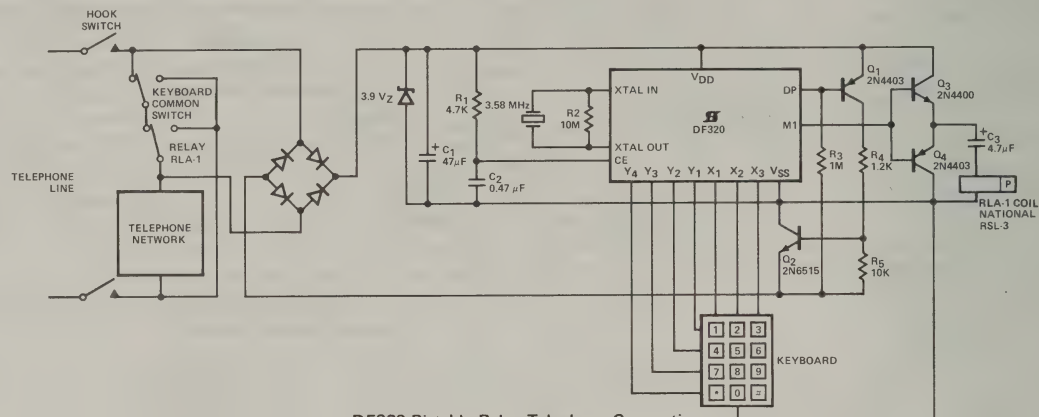 HOOK
SWITCH
KEYBOARD
COMMON
SWITCH
RELAY
RLA-1
TELEPHONE
LINE
TELEPHONE
NETWORK
3.9 VZ
+
C1
47µF
R1
4.7K
C2
0.47 µF
3.58 MHz
R2
10M
XTAL IN
XTAL OUT
CE
VDD
DF320
DP
M1
Y4 Y3 Y2 Y1 X1 X2 X3 VSS
R3
1M
Q1
2N4403
R4
1.2K
Q3
2N4400
Q4
2N4403
+
C3
4.7µF
P
RLA-1 COIL
NATIONAL
RSL-3
Q2
2N6515
R5
10K
1 2 3
4 5 6
7 8 9
* 0 =
KEYBOARD